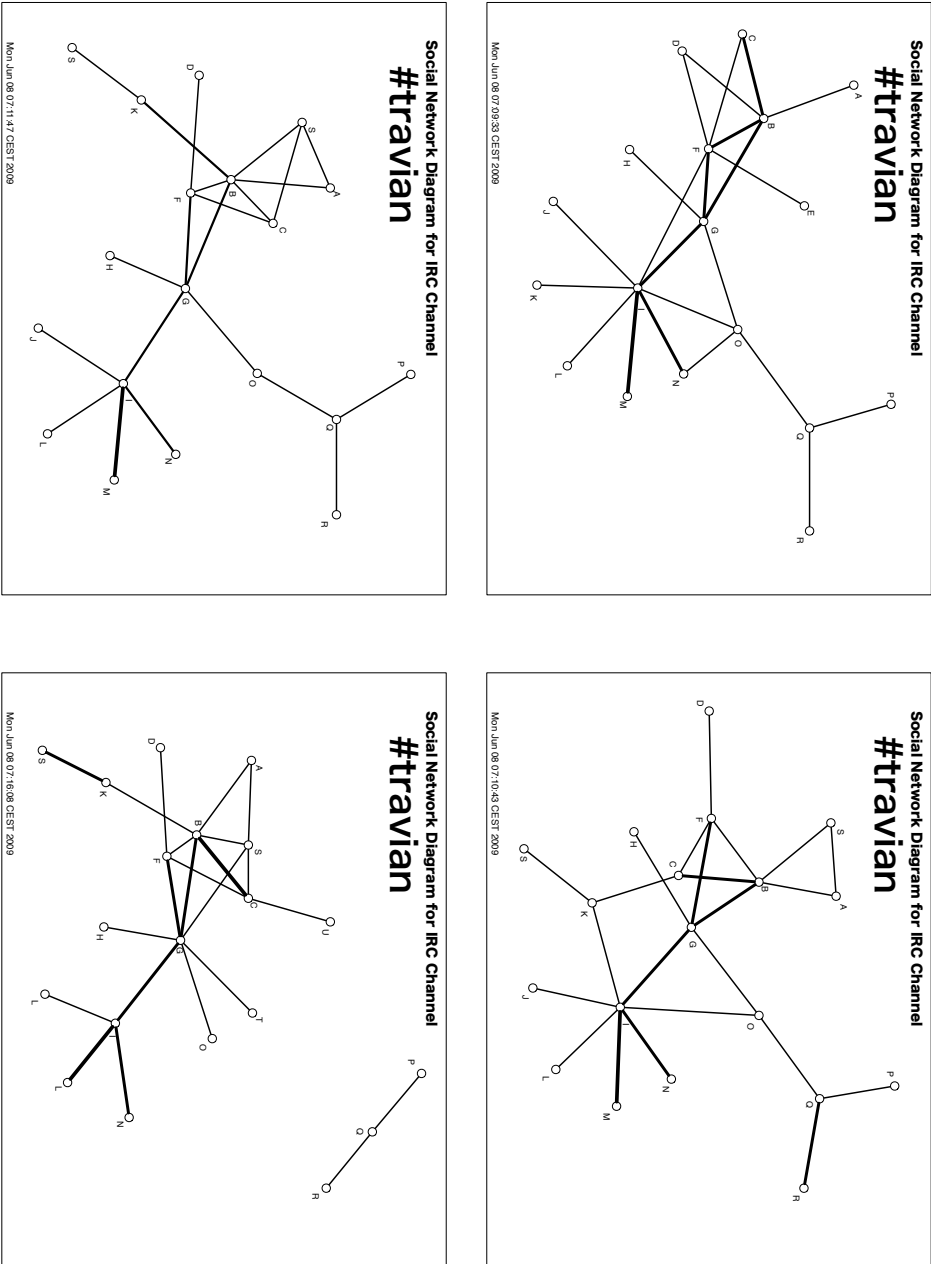 Social Network Diagram for IRC Channel
#travian
P
A
E
R
Q
B
C
O
G
F
D
N
I
H
M
L
J
K
Mon Jun 08 07:09:33 CEST 2009
Social Network Diagram for IRC Channel
#travian
P
A
S
Q
R
B
O
F
D
G
C
N
H
I
M
K
L
J
S
Mon Jun 08 07:10:43 CEST 2009
Social Network Diagram for IRC Channel
#travian
P
A
Q
R
S
C
O
B
D
G
F
N
K
I
H
M
S
L
J
Mon Jun 08 07:11:47 CEST 2009
Social Network Diagram for IRC Channel
#travian
P
Q
U
R
A
S
C
T
O
B
G
F
D
N
I
K
H
L
L
S
Mon Jun 08 07:16:08 CEST 2009